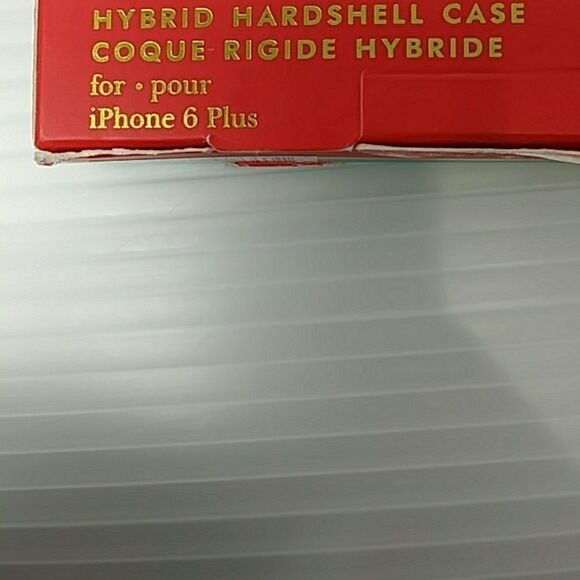 HYBRID HARDSHELL CASE
COQUE RIGIDE HYBRIDE
for • pour
iPhone 6 Plus